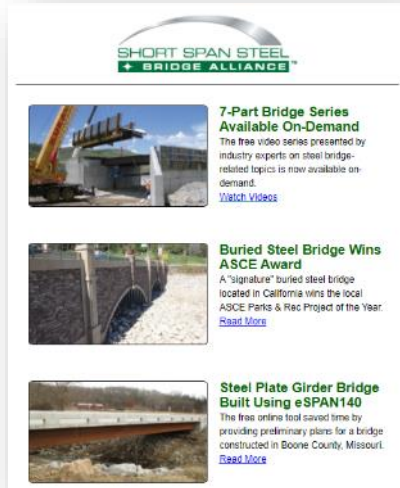 SHORT SPAN STEEL
BRIDGE ALLIANCE™
7-Part Bridge Series
Available On-Demand
The free video series presented by
industry experts on steel bridge-
related topics is now available on-
demand.
Watch Videos
Buried Steel Bridge Wins
ASCE Award
A "signature" buried steel bridge
located in California wins the local
ASCE Parks & Rec Project of the Year.
Read More
Steel Plate Girder Bridge
Built Using eSPAN140
The free online tool saved time by
providing preliminary plans for a bridge
constructed in Boone County, Missouri.
Read More